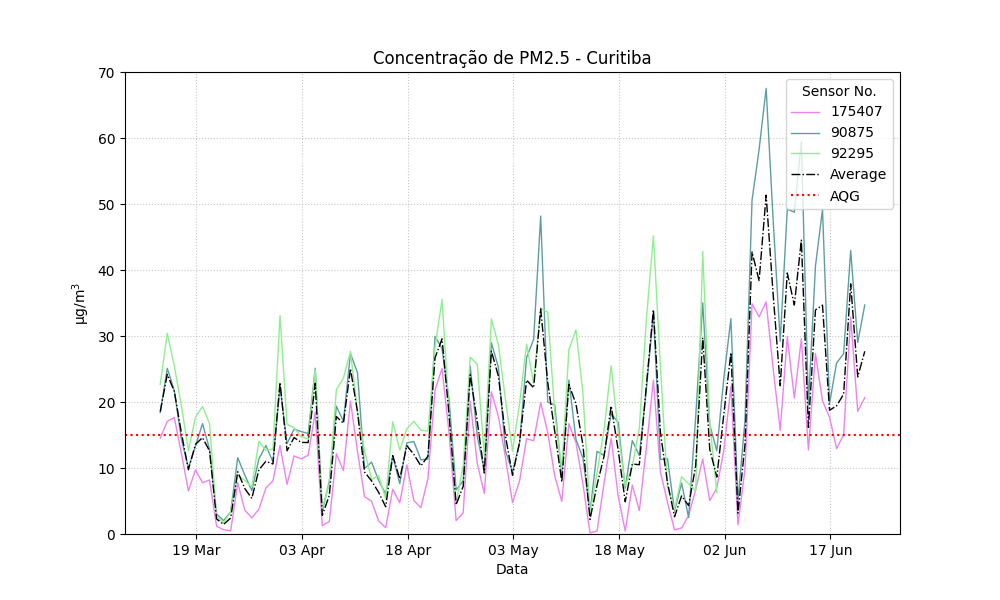 Concentração de PM2.5 - Curitiba
70
60
50
40
30
20
10
0
µg/m³
19 Mar
03 Apr
18 Apr
03 May
18 May
02 Jun
17 Jun
Data
Sensor No.
175407
90875
92295
Average
AQG